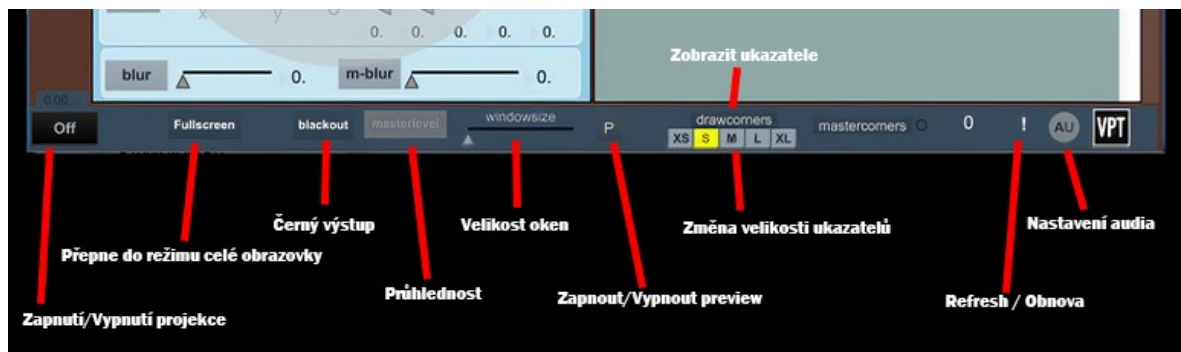 x y
0. 0. 0. 0. 0.
blur 0. m-blur 0.
Zobrazit ukazatele
0.00...
Off Fullscreen blackout masterlevel windowsize P drawcorners mastercorners 0 ! AU VPT
XS S M L XL
Černý výstup Velikost oken Změna velikosti ukazatelů Nastavení audia
Přepne do režimu celé obrazovky
Průhlednost Zapnout/Vypnout preview Refresh / Obnova
Zapnutí/Vypnutí projekce